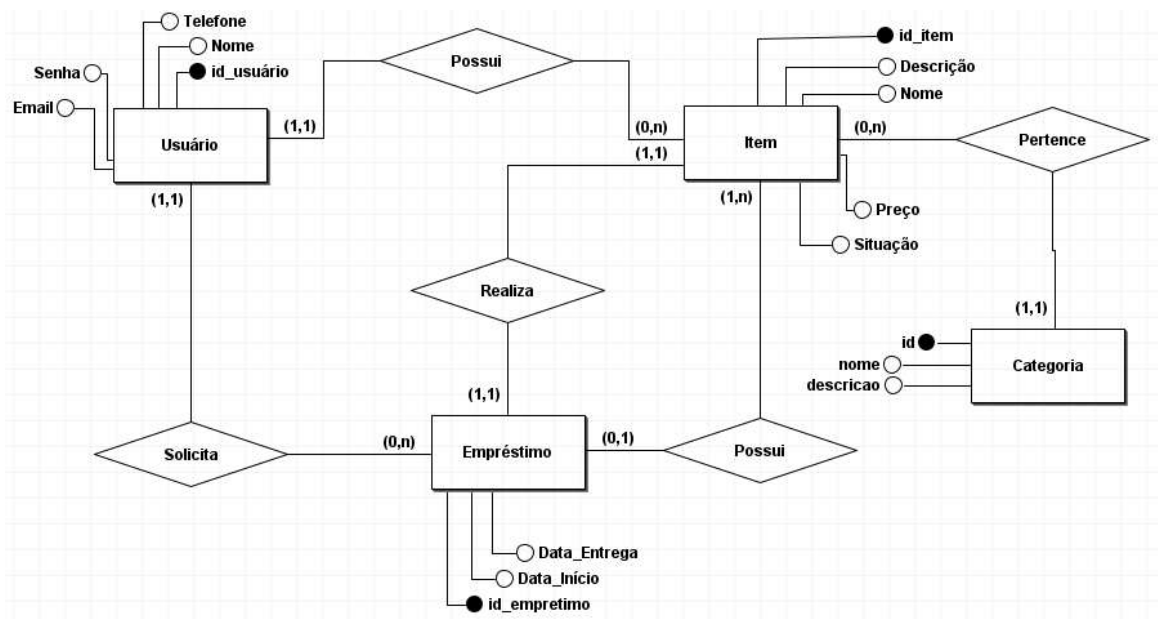 Telefone
Nome
id_usuário
Senha
Email
Usuário
(1,1)
(1,1)
Possui
(0,n)
(1,1)
id_item
Descrição
Nome
Item
(0,n)
(1,n)
Preço
Situação
Pertence
(1,1)
id
nome
descricao
Categoria
Realiza
(1,1)
Solicita
(0,n)
Empréstimo
(0,1)
Possui
Data_Entrega
Data_Início
id_empretimo